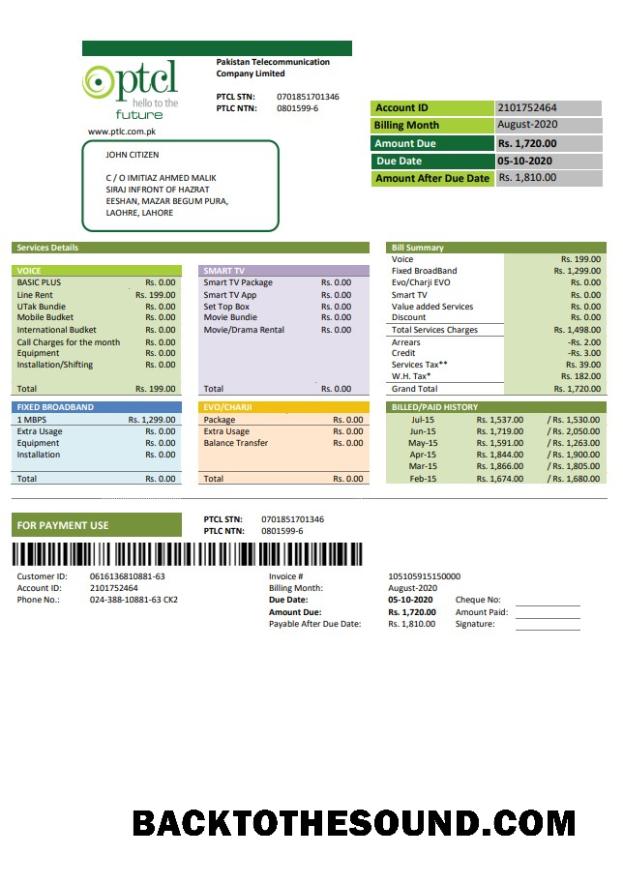 ptcl
hello to the
future
www.ptlc.com.pk
Pakistan Telecommunication
Company Limited
PTCL STN: 0701851701346
PTLC NTN: 0801599-6
Account ID 2101752464
Billing Month August-2020
Amount Due Rs. 1,720.00
Due Date 05-10-2020
Amount After Due Date Rs. 1,810.00
JOHN CITIZEN
C / O IMITIAZ AHMED MALIK
SIRAJ INFRONT OF HAZRAT
EESHAN, MAZAR BEGUM PURA,
LAOHRE, LAHORE
Services Details
VOICE
BASIC PLUS Rs. 0.00
Line Rent Rs. 199.00
UTak Bundie Rs. 0.00
Mobile Budket Rs. 0.00
International Budket Rs. 0.00
Call Charges for the month Rs. 0.00
Equipment Rs. 0.00
Installation/Shifting Rs. 0.00
Total Rs. 199.00
SMART TV
Smart TV Package Rs. 0.00
Smart TV App Rs. 0.00
Set Top Box Rs. 0.00
Movie Bundie Rs. 0.00
Movie/Drama Rental Rs. 0.00
Total Rs. 0.00
Bill Summary
Voice Rs. 199.00
Fixed BroadBand Rs. 1,299.00
Evo/Charji EVO Rs. 0.00
Smart TV Rs. 0.00
Value added Services Rs. 0.00
Discount Rs. 0.00
Total Services Charges Rs. 1,498.00
Arrears -Rs. 2.00
Credit -Rs. 3.00
Services Tax** Rs. 39.00
W.H. Tax* Rs. 182.00
Grand Total Rs. 1,720.00
FIXED BROADBAND
1 MBPS Rs. 1,299.00
Extra Usage Rs. 0.00
Equipment Rs. 0.00
Installation Rs. 0.00
Total Rs. 0.00
EVO/CHARJI
Package Rs. 0.00
Extra Usage Rs. 0.00
Balance Transfer Rs. 0.00
Total Rs. 0.00
BILLED/PAID HISTORY
Jul-15 Rs. 1,537.00 / Rs. 1,530.00
Jun-15 Rs. 1,719.00 / Rs. 2,050.00
May-15 Rs. 1,591.00 / Rs. 1,263.00
Apr-15 Rs. 1,844.00 / Rs. 1,900.00
Mar-15 Rs. 1,866.00 / Rs. 1,805.00
Feb-15 Rs. 1,674.00 / Rs. 1,680.00
FOR PAYMENT USE
PTCL STN: 0701851701346
PTLC NTN: 0801599-6
Customer ID: 0616136810881-63
Account ID: 2101752464
Phone No.: 024-388-10881-63 CK2
Invoice # 105105915150000
Billing Month: August-2020
Due Date: 05-10-2020 Cheque No:
Amount Due: Rs. 1,720.00 Amount Paid:
Payable After Due Date: Rs. 1,810.00 Signature:
BACKTOTHESOUND.COM